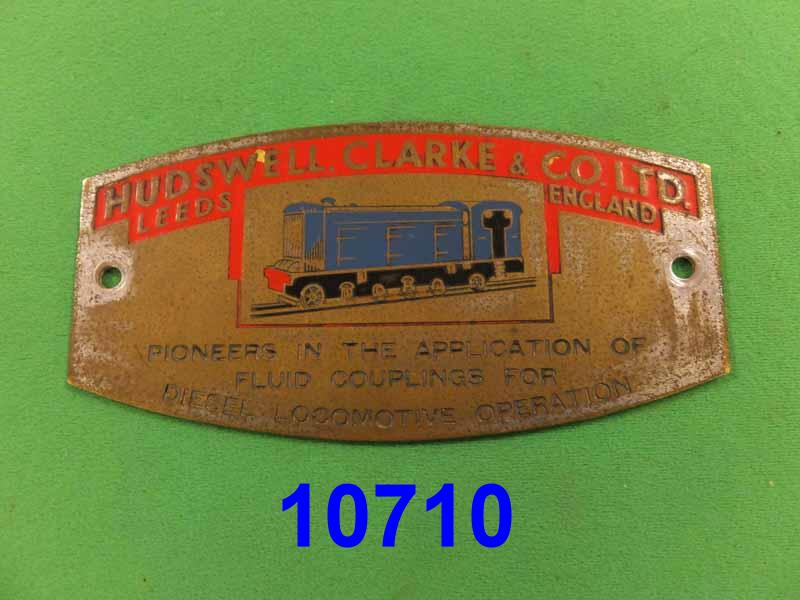 HUDSWELL, CLARKE & CO. LTD.
LEEDS ENGLAND
PIONEERS IN THE APPLICATION OF
FLUID COUPLINGS FOR
DIESEL LOCOMOTIVE OPERATION
10710